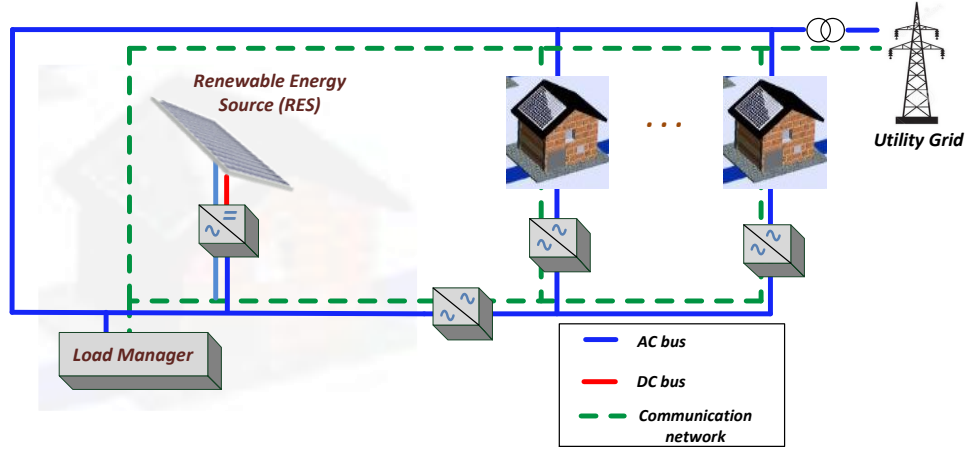 Renewable Energy
Source (RES)
. . .
Utility Grid
Load Manager
AC bus
DC bus
Communication
network